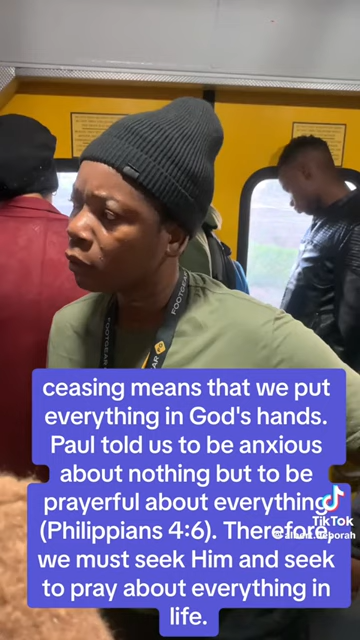 FOOTGEAR
ceasing means that we put
everything in God's hands.
Paul told us to be anxious
about nothing but to be
prayerful about everything
(Philippians 4:6). Therefore
we must seek Him and seek
to pray about everything in
life.
TikTok